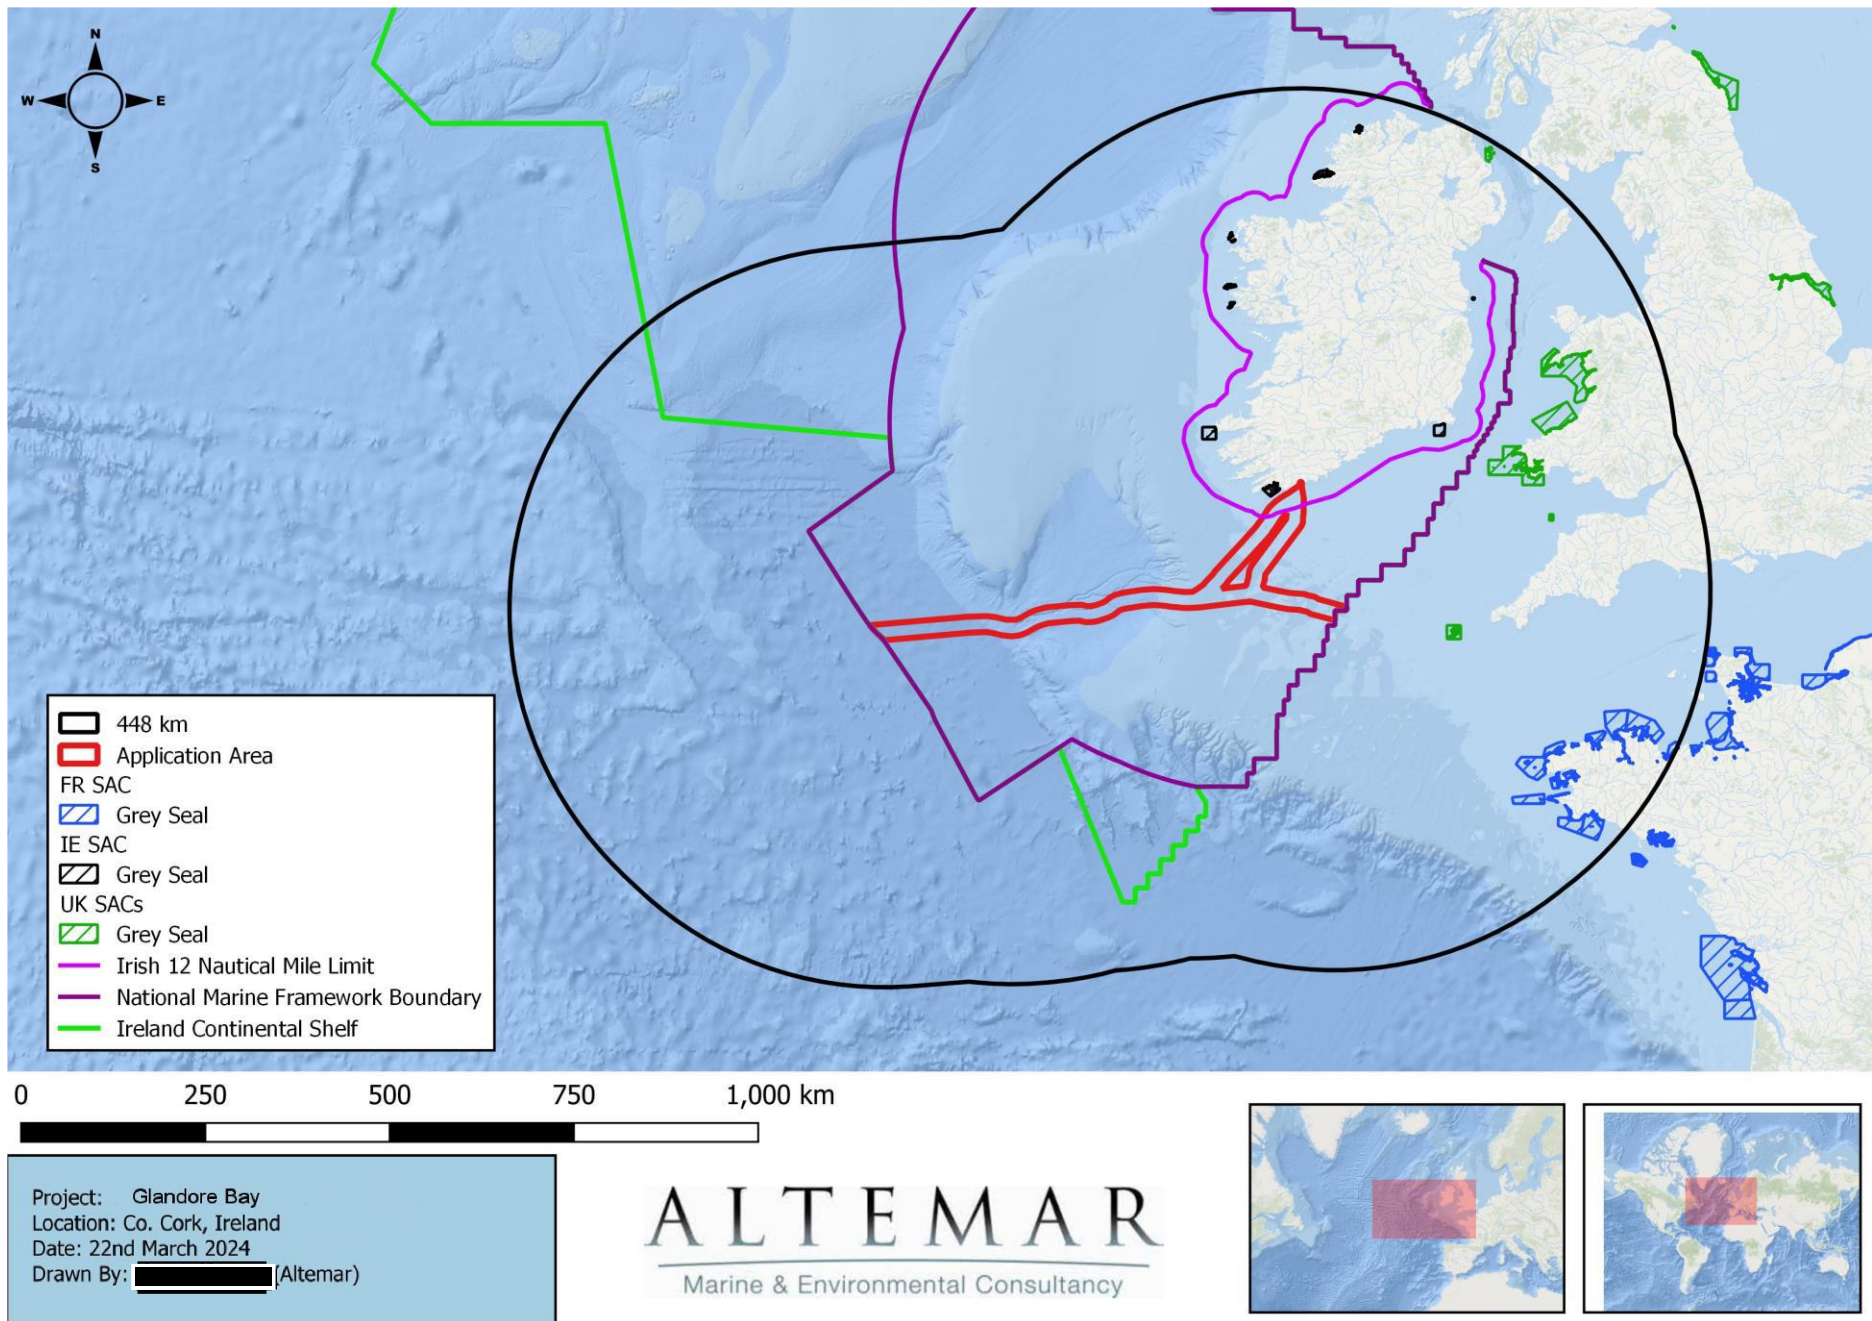 N
W E
S
448 km
Application Area
FR SAC
Grey Seal
IE SAC
Grey Seal
UK SACs
Grey Seal
Irish 12 Nautical Mile Limit
National Marine Framework Boundary
Ireland Continental Shelf
0 250 500 750 1,000 km
Project: Glandore Bay
Location: Co. Cork, Ireland
Date: 22nd March 2024
Drawn By: (Altemar)
ALTEMAR
Marine & Environmental Consultancy